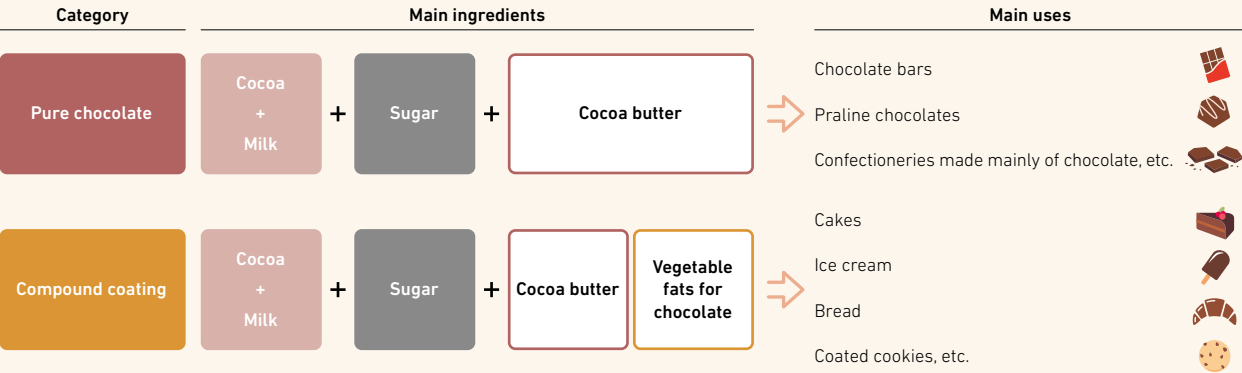 Category
Main ingredients
Main uses
Pure chocolate
Cocoa
+
Milk
+
Sugar
+
Cocoa butter
Chocolate bars
Praline chocolates
Confectioneries made mainly of chocolate, etc.
Compound coating
Cocoa
+
Milk
+
Sugar
+
Cocoa butter
Vegetable
fats for
chocolate
Cakes
Ice cream
Bread
Coated cookies, etc.